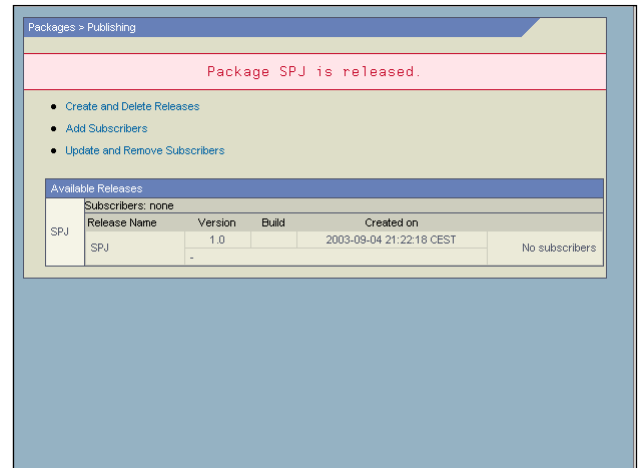 Packages > Publishing
Package SPJ is released.
Create and Delete Releases
Add Subscribers
Update and Remove Subscribers
Available Releases
SPJ
Subscribers: none
Release Name Version Build Created on
SPJ 1.0 2003-09-04 21:22:18 CEST No subscribers
-